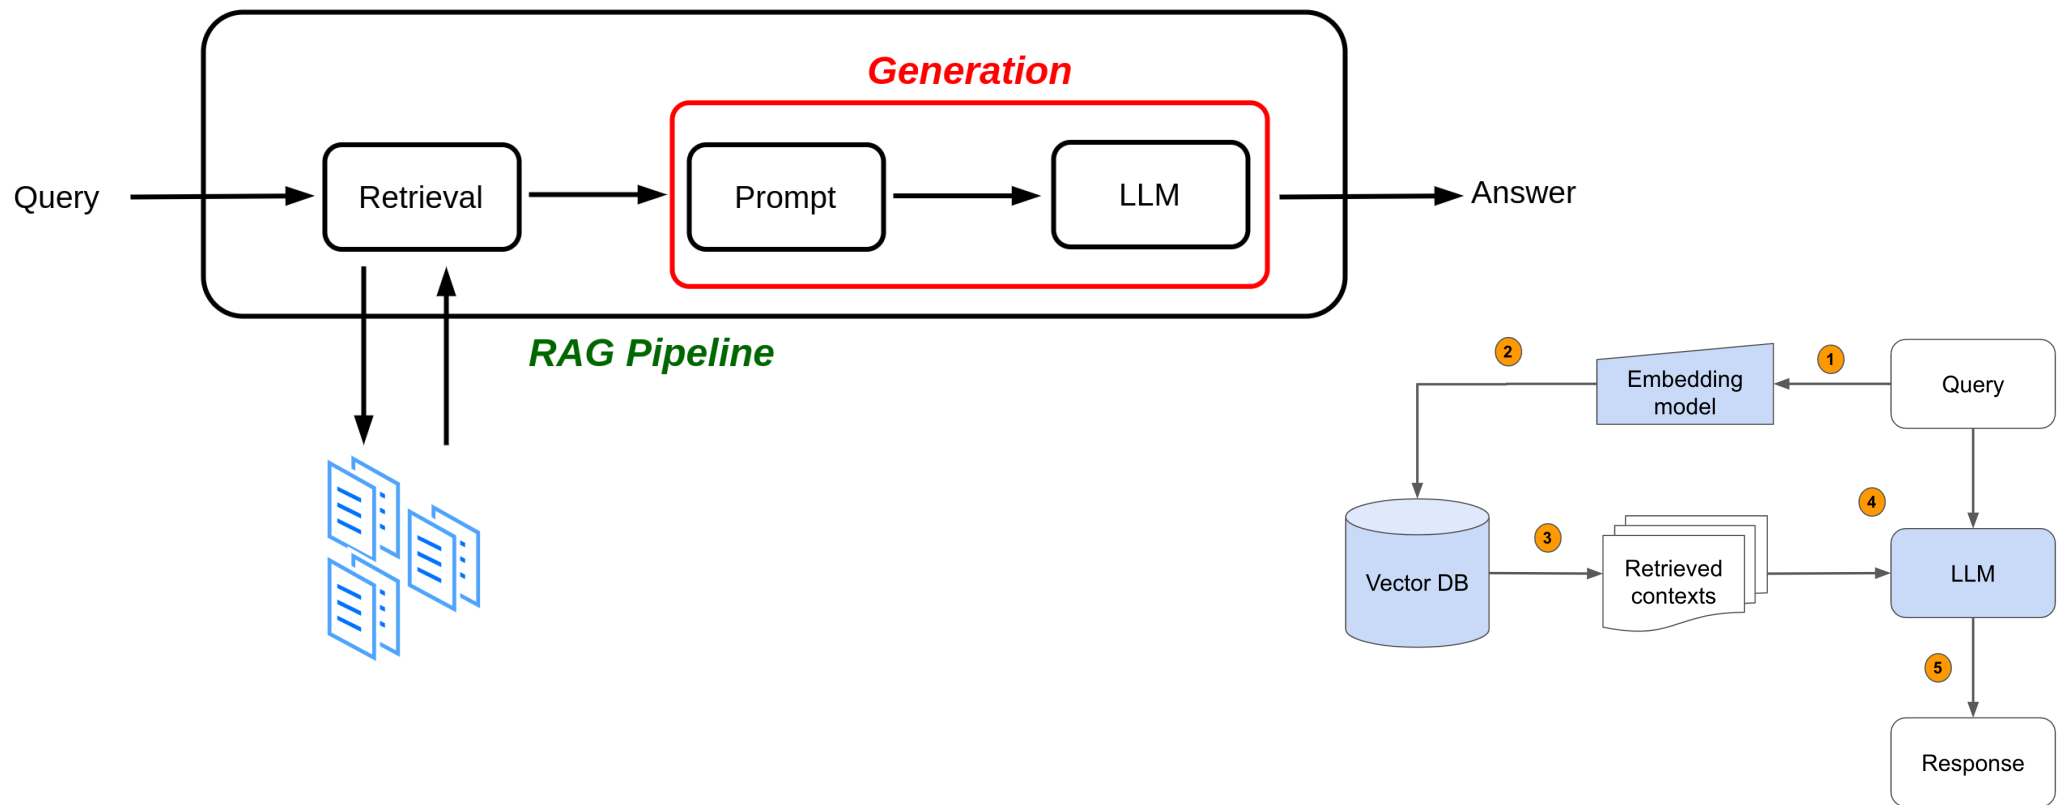 Generation
Query
Retrieval
Prompt
LLM
Answer
RAG Pipeline
2
Embedding
model
1
Query
Vector DB
3
Retrieved
contexts
4
LLM
5
Response